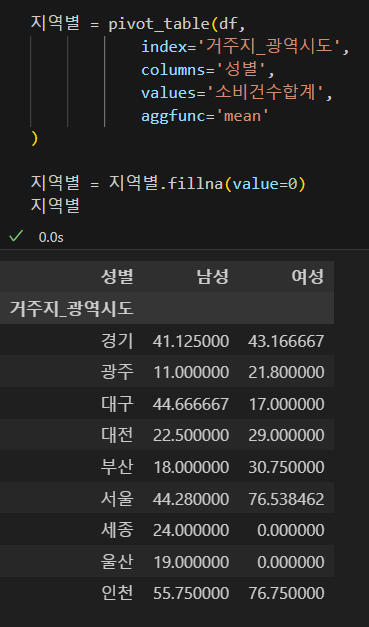 지역별 = pivot_table(df,
index='거주지_광역시도',
columns='성별',
values='소비건수합계',
aggfunc='mean'
)
지역별 = 지역별.fillna(value=0)
지역별
0.0s
성별 남성 여성
거주지_광역시도
경기 41.125000 43.166667
광주 11.000000 21.800000
대구 44.666667 17.000000
대전 22.500000 29.000000
부산 18.000000 30.750000
서울 44.280000 76.538462
세종 24.000000 0.000000
울산 19.000000 0.000000
인천 55.750000 76.750000